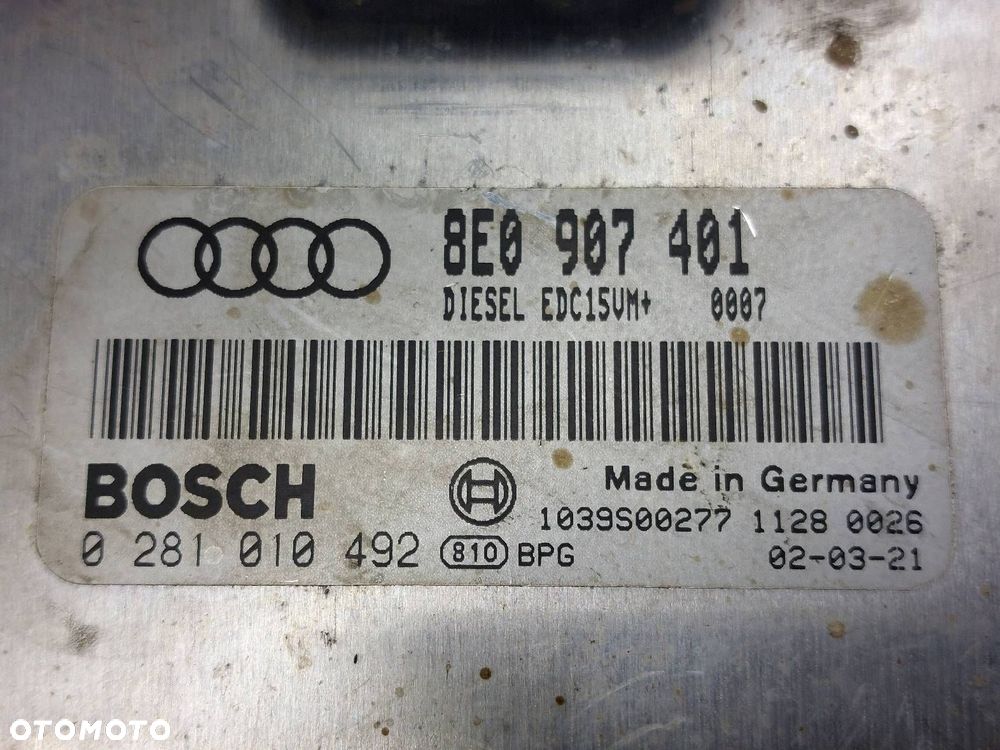 8E0 907 401
DIESEL EDC15VM+ 0007
BOSCH
Made in Germany
1039S00277 1128 0026
0 281 010 492 810 BPG 02-03-21
OTOMOTO